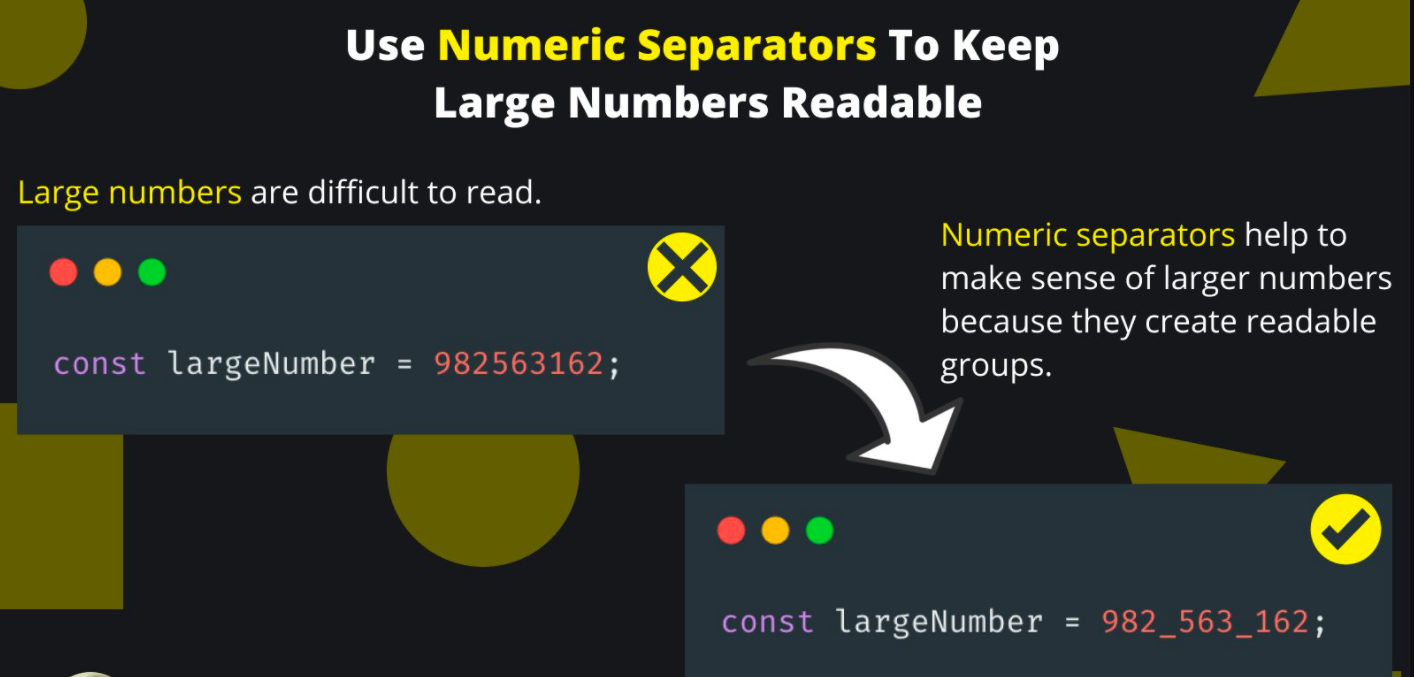 Use Numeric Separators To Keep
Large Numbers Readable
Large numbers are difficult to read.
const largeNumber = 982563162;
Numeric separators help to
make sense of larger numbers
because they create readable
groups.
const largeNumber = 982_563_162;